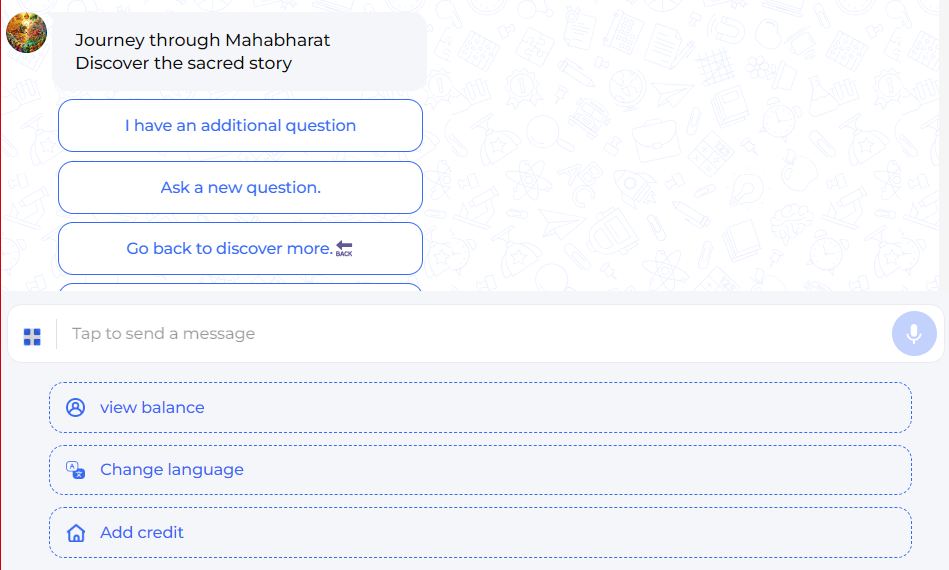 Journey through Mahabharat
Discover the sacred story
I have an additional question
Ask a new question.
Go back to discover more. BACK
Tap to send a message
view balance
Change language
Add credit